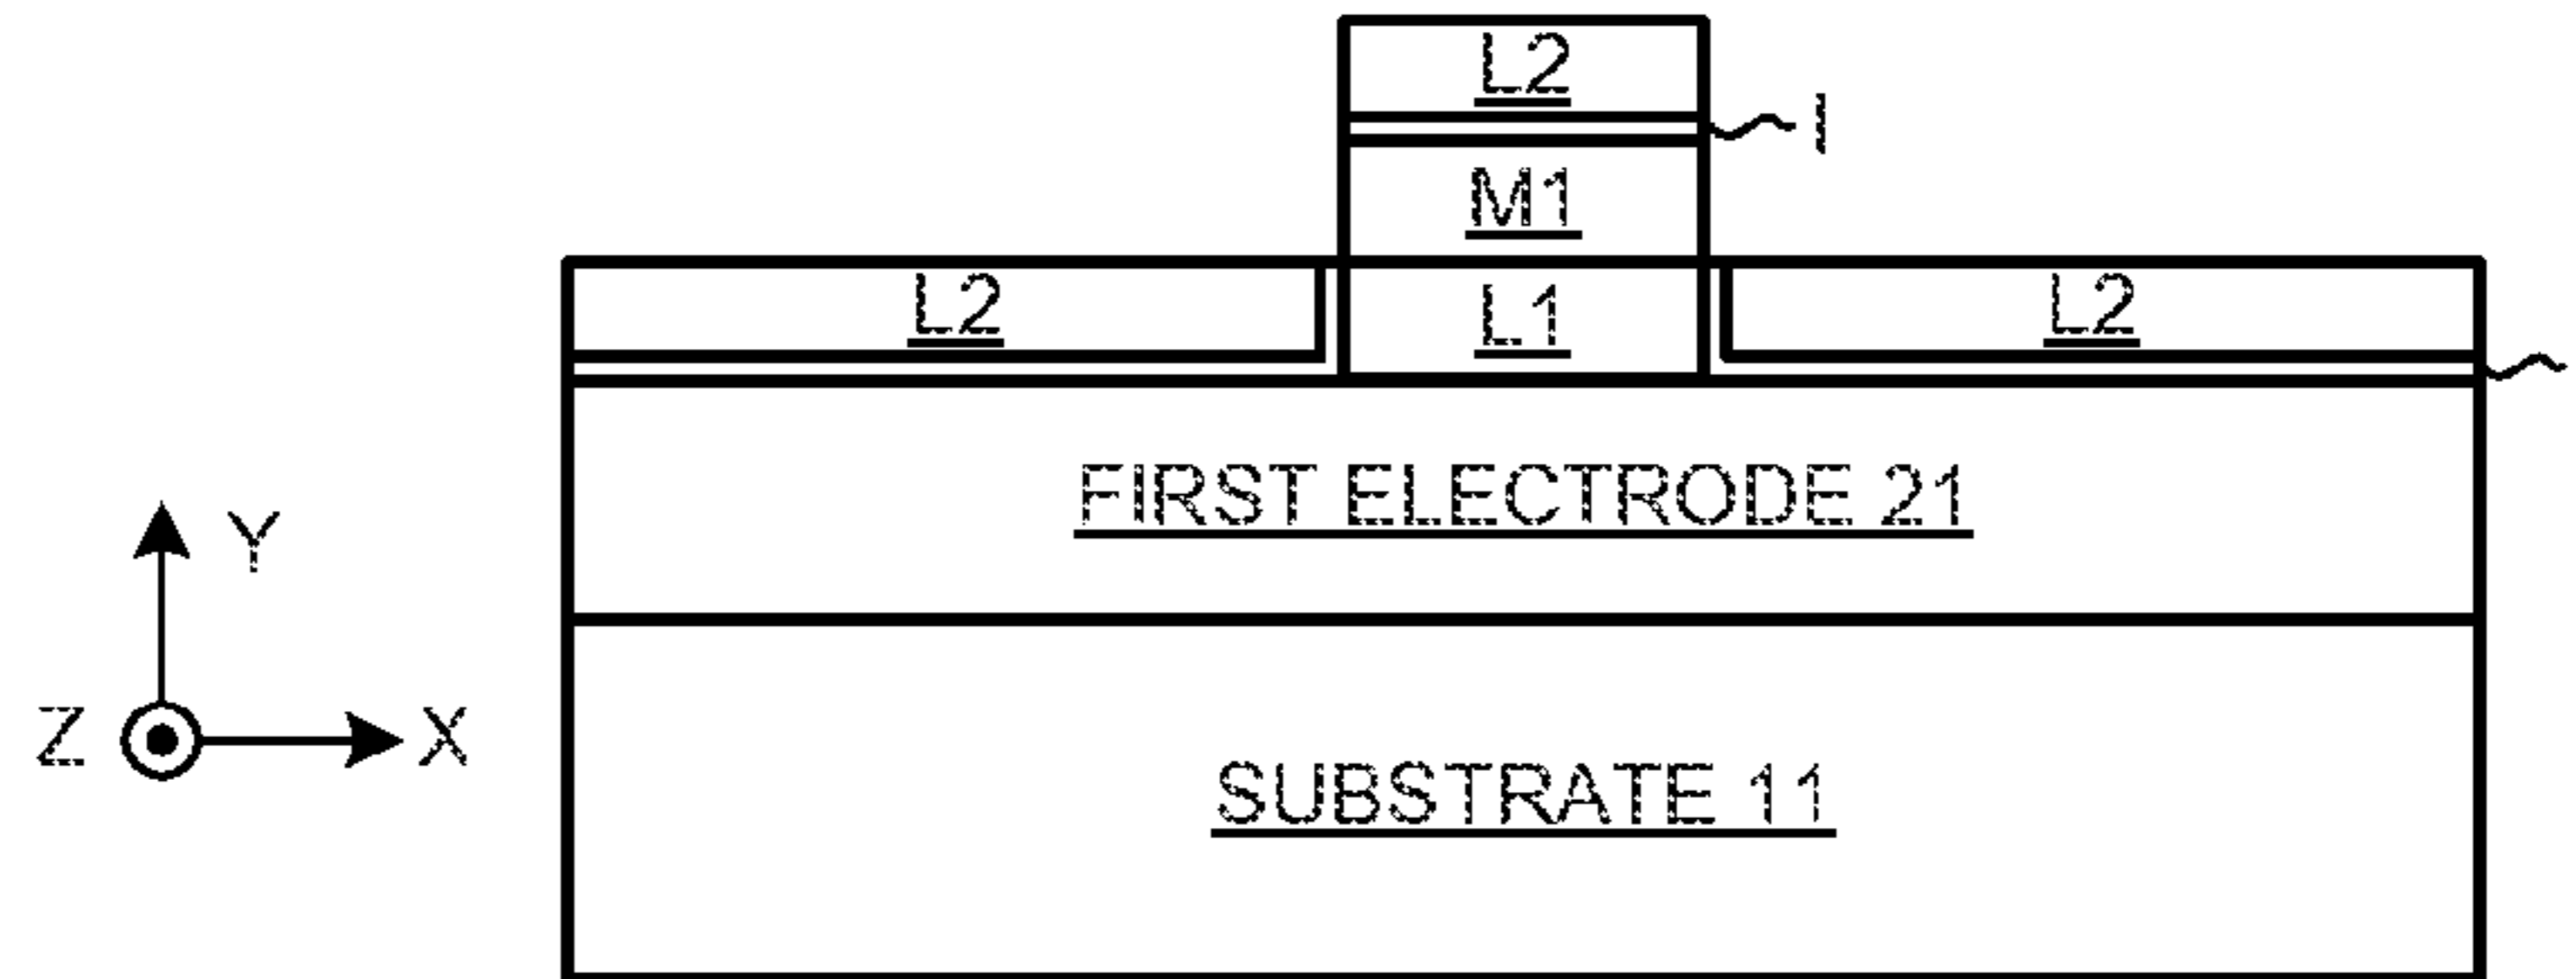 L2
I
M1
L2 L1 L2
FIRST ELECTRODE 21
Y
Z X
SUBSTRATE 11